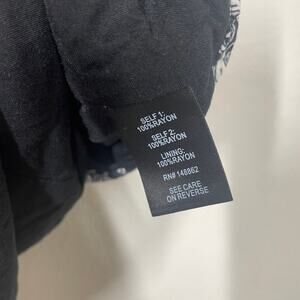 SELF 1:
100%RAYON
SELF 2:
100%RAYON
LINING:
100%RAYON
RN# 148862
SEE CARE
ON REVERSE